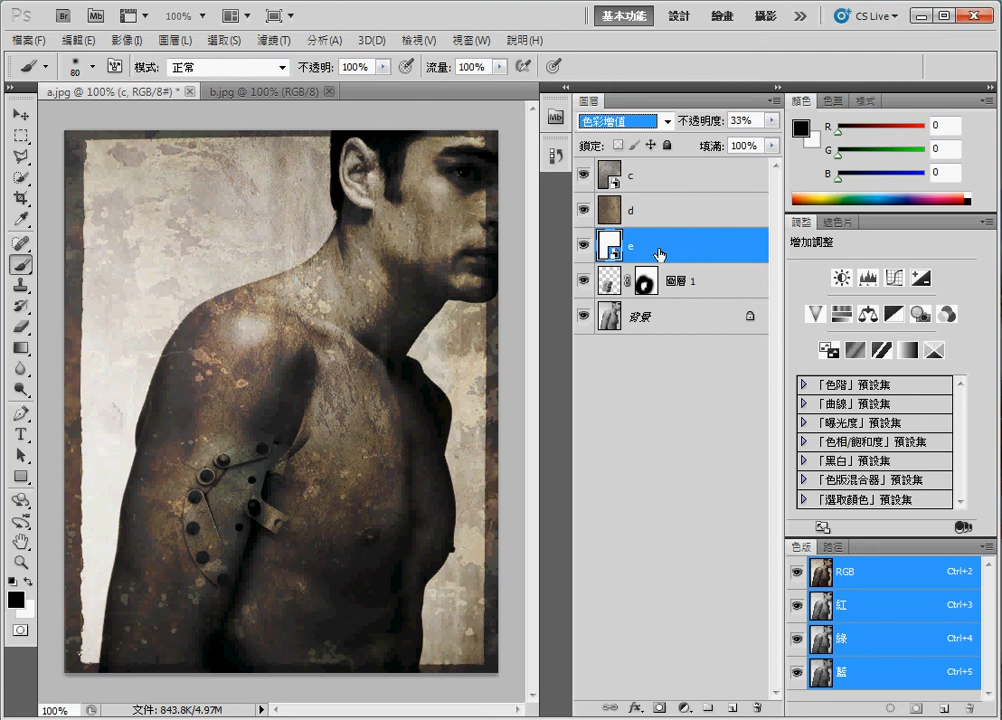 Ps Br Mb 100% 基本功能 設計 繪畫 攝影 CS Live
檔案(F) 編輯(E) 影像(I) 圖層(L) 選取(S) 濾鏡(T) 分析(A) 3D(D) 檢視(V) 視窗(W) 說明(H)
80 模式: 正常 不透明: 100% 流量: 100%
a.jpg @ 100% (c, RGB/8#) * b.jpg @ 100% (RGB/8)
Mb
圖層
色彩增值 不透明度: 33%
鎖定: 填滿: 100%
c
d
e
圖層 1
背景
顏色 色票 樣式
R 0
G 0
B 0
調整 遮色片
增加調整
「色階」預設集
「曲線」預設集
「曝光度」預設集
「色相/飽和度」預設集
「黑白」預設集
「色版混合器」預設集
「選取顏色」預設集
色版 路徑
RGB Ctrl+2
紅 Ctrl+3
綠 Ctrl+4
藍 Ctrl+5
100% 文件: 843.8K/4.97M
fx
T